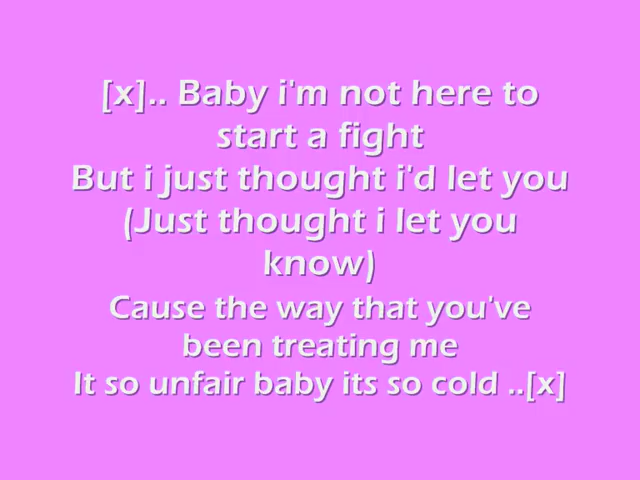 [x].. Baby i'm not here to
start a fight
But i just thought i'd let you
(Just thought i let you
know)
Cause the way that you've
been treating me
It so unfair baby its so cold ..[x]